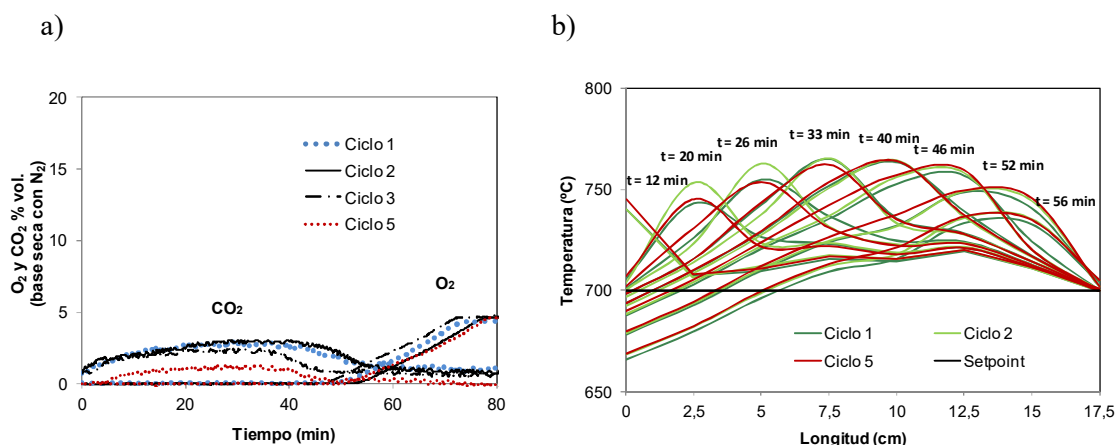 a)
O₂ y CO₂ % vol.
(base seca con N₂)
20
15
10
5
0
Ciclo 1
Ciclo 2
Ciclo 3
Ciclo 5
CO₂
O₂
0 20 40 60 80
Tiempo (min)
b)
Temperatura (ºC)
800
750
700
650
t = 12 min
t = 20 min
t = 26 min
t = 33 min
t = 40 min
t = 46 min
t = 52 min
t = 56 min
Ciclo 1 Ciclo 2
Ciclo 5 Setpoint
0 2,5 5 7,5 10 12,5 15 17,5
Longitud (cm)